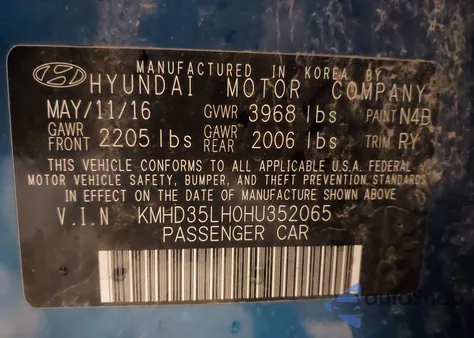 MANUFACTURED IN KOREA BY
HYUNDAI MOTOR COMPANY
MAY/11/16 GVWR 3968 lbs PAINT N4B
GAWR FRONT 2205 lbs GAWR REAR 2006 lbs TRIM RY
THIS VEHICLE CONFORMS TO ALL APPLICABLE U.S.A. FEDERAL
MOTOR VEHICLE SAFETY, BUMPER, AND THEFT PREVENTION STANDARDS
IN EFFECT ON THE DATE OF MANUFACTURE SHOWN ABOVE.
V.I.N KMHD35LH0HU352065
PASSENGER CAR